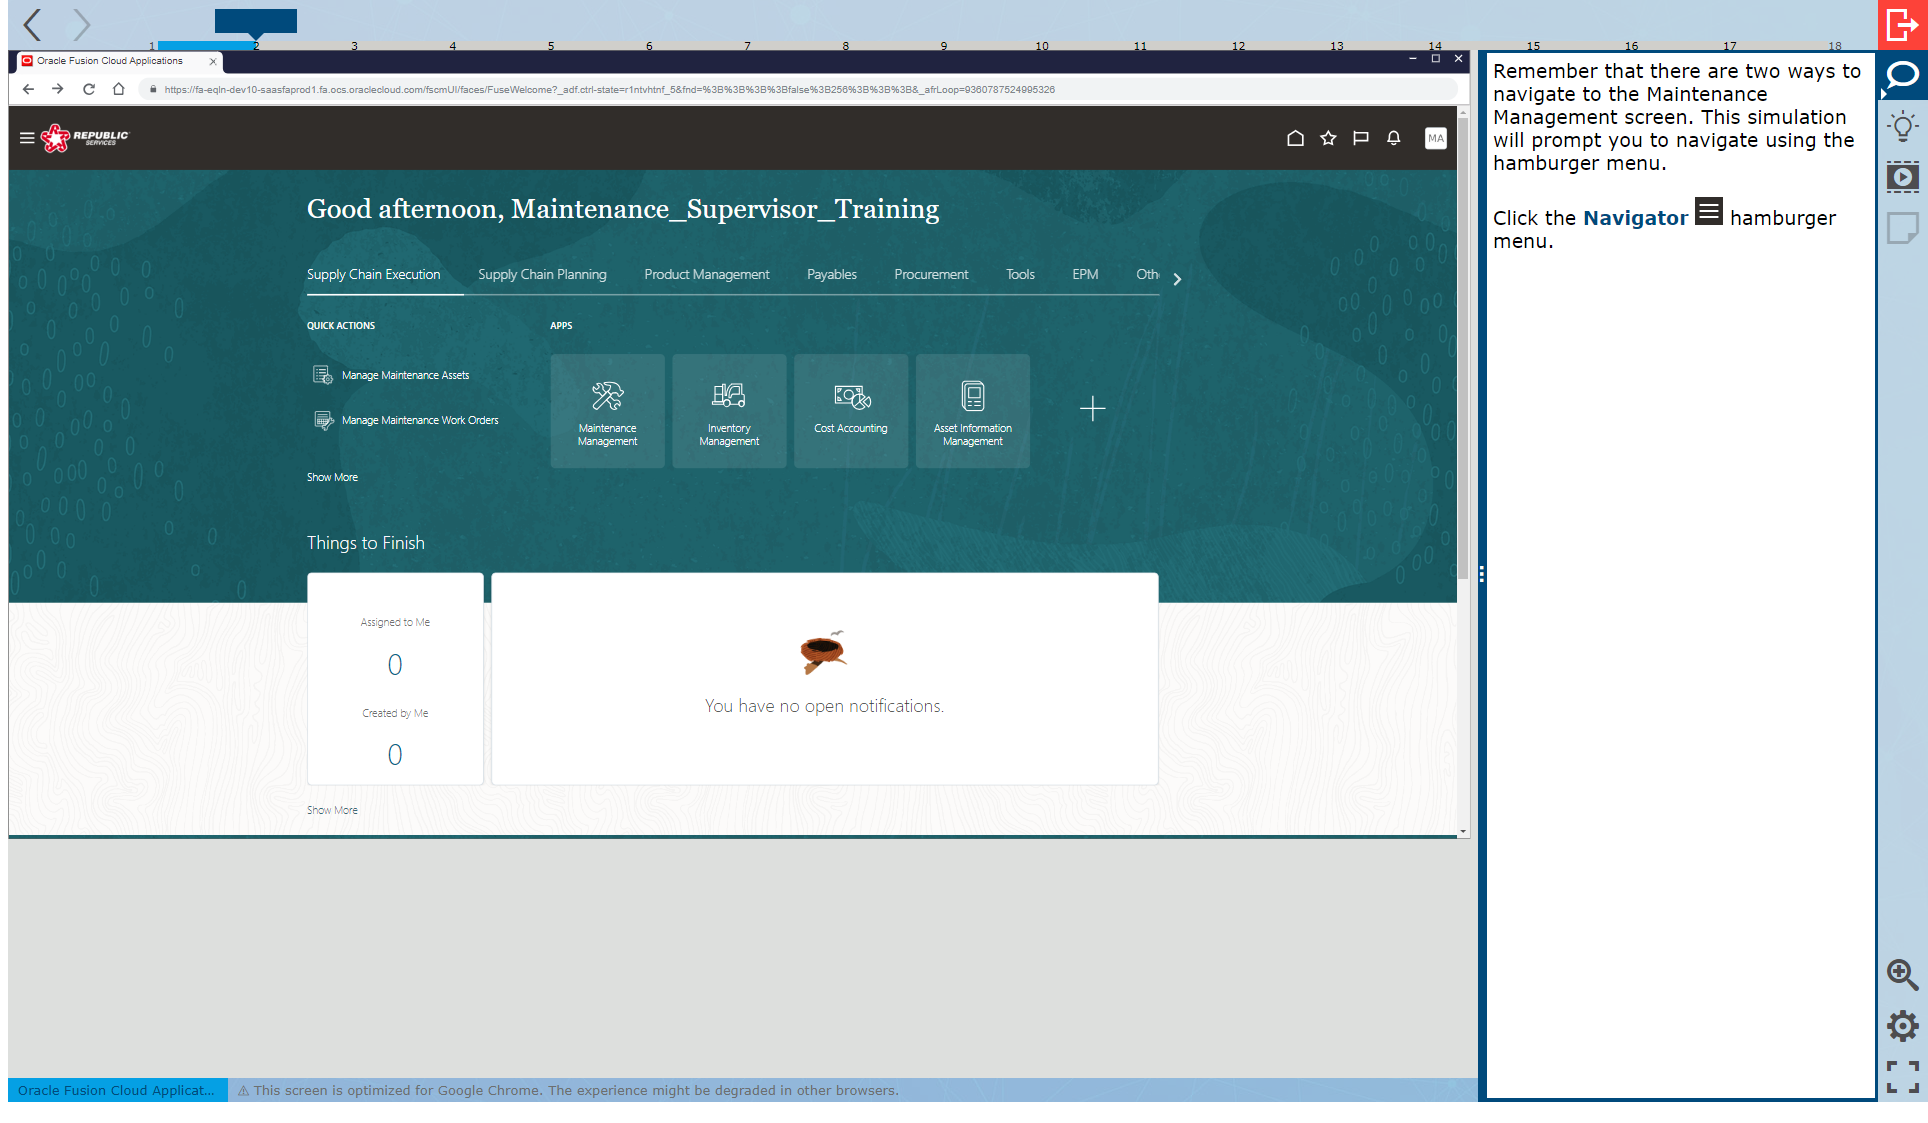 1 2 3 4 5 6 7 8 9 10 11 12 13 14 15 16 17 18
Oracle Fusion Cloud Applications
https://fa-eqln-dev10-saasfaprod1.fa.ocs.oraclecloud.com/fscmUI/faces/FuseWelcome?_adf.ctrl-state=r1ntvhtnf_5&fnd=%3B%3B%3B%3Bfalse%3B256%3B%3B%3B&_afrLoop=9360787524995326
REPUBLIC
SERVICES
MA
Good afternoon, Maintenance_Supervisor_Training
Supply Chain Execution Supply Chain Planning Product Management Payables Procurement Tools EPM Oth
QUICK ACTIONS
Manage Maintenance Assets
Manage Maintenance Work Orders
Show More
APPS
Maintenance
Management
Inventory
Management
Cost Accounting
Asset Information
Management
Things to Finish
Assigned to Me
0
Created by Me
0
You have no open notifications.
Show More
Remember that there are two ways to
navigate to the Maintenance
Management screen. This simulation
will prompt you to navigate using the
hamburger menu.
Click the Navigator hamburger
menu.
Oracle Fusion Cloud Applicat...
⚠ This screen is optimized for Google Chrome. The experience might be degraded in other browsers.